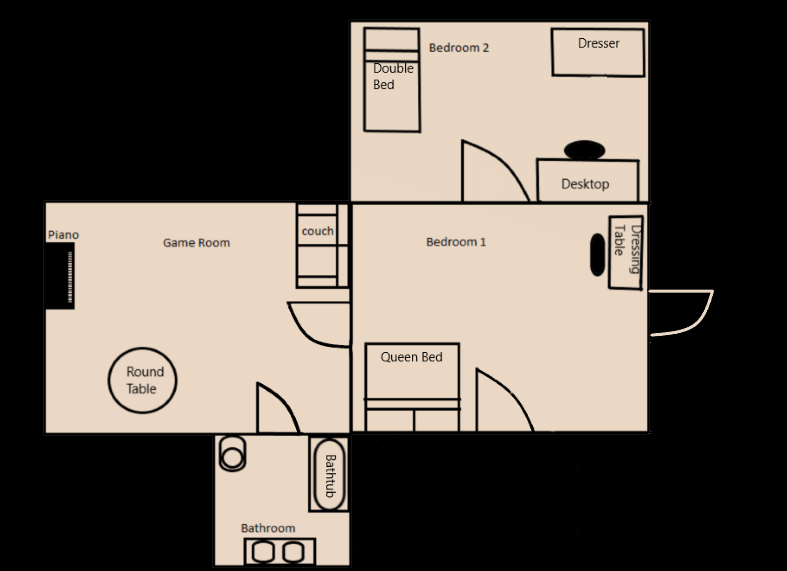 Bedroom 2
Dresser
Double
Bed
Desktop
Piano
Game Room
couch
Bedroom 1
Dressing
Table
Round
Table
Queen Bed
Bathtub
Bathroom